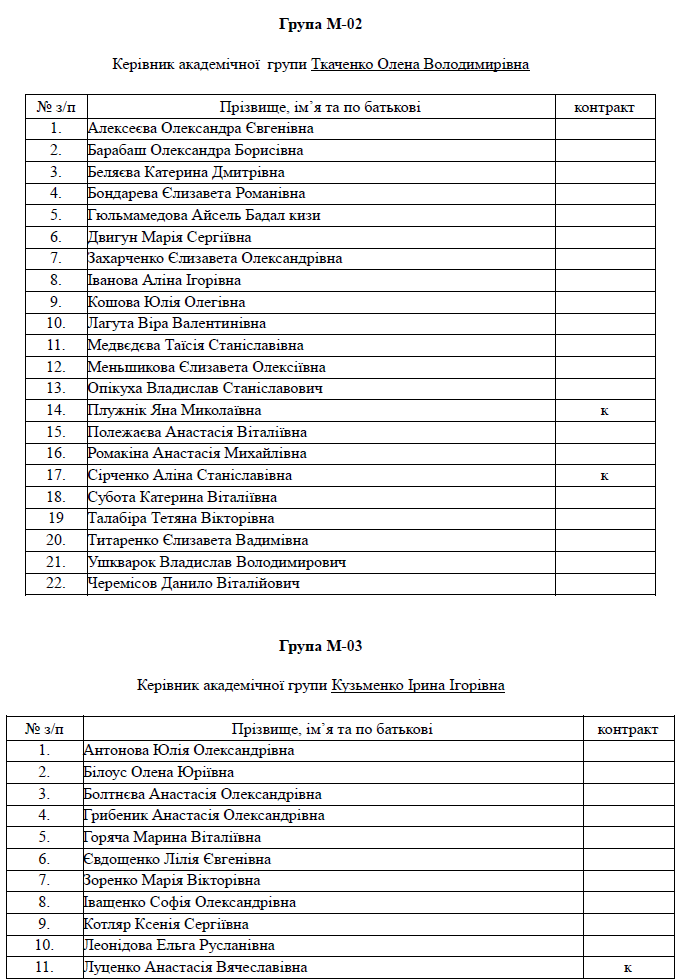 Група М-02
Керівник академічної групи Ткаченко Олена Володимирівна
№ з/п Прізвище, ім’я та по батькові контракт
1. Алексеєва Олександра Євгенівна
2. Барабаш Олександра Борисівна
3. Беляєва Катерина Дмитрівна
4. Бондарева Єлизавета Романівна
5. Гюльмамедова Айсель Бадал кизи
6. Двигун Марія Сергіївна
7. Захарченко Єлизавета Олександрівна
8. Іванова Аліна Ігорівна
9. Кошова Юлія Олегівна
10. Лагута Віра Валентинівна
11. Медвєдєва Таїсія Станіславівна
12. Меньшикова Єлизавета Олексіївна
13. Опікуха Владислав Станіславович
14. Плужнік Яна Миколаївна к
15. Полежаєва Анастасія Віталіївна
16. Ромакіна Анастасія Михайлівна
17. Сірченко Аліна Станіславівна к
18. Субота Катерина Віталіївна
19 Талабіра Тетяна Вікторівна
20. Титаренко Єлизавета Вадимівна
21. Ушкварок Владислав Володимирович
22. Черемісов Данило Віталійович
Група М-03
Керівник академічної групи Кузьменко Ірина Ігорівна
№ з/п Прізвище, ім’я та по батькові контракт
1. Антонова Юлія Олександрівна
2. Білоус Олена Юріївна
3. Болтнєва Анастасія Олександрівна
4. Грибеник Анастасія Олександрівна
5. Горяча Марина Віталіївна
6. Євдощенко Лілія Євгенівна
7. Зоренко Марія Вікторівна
8. Іващенко Софія Олександрівна
9. Котляр Ксенія Сергіївна
10. Леонідова Ельга Русланівна
11. Луценко Анастасія Вячеславівна к